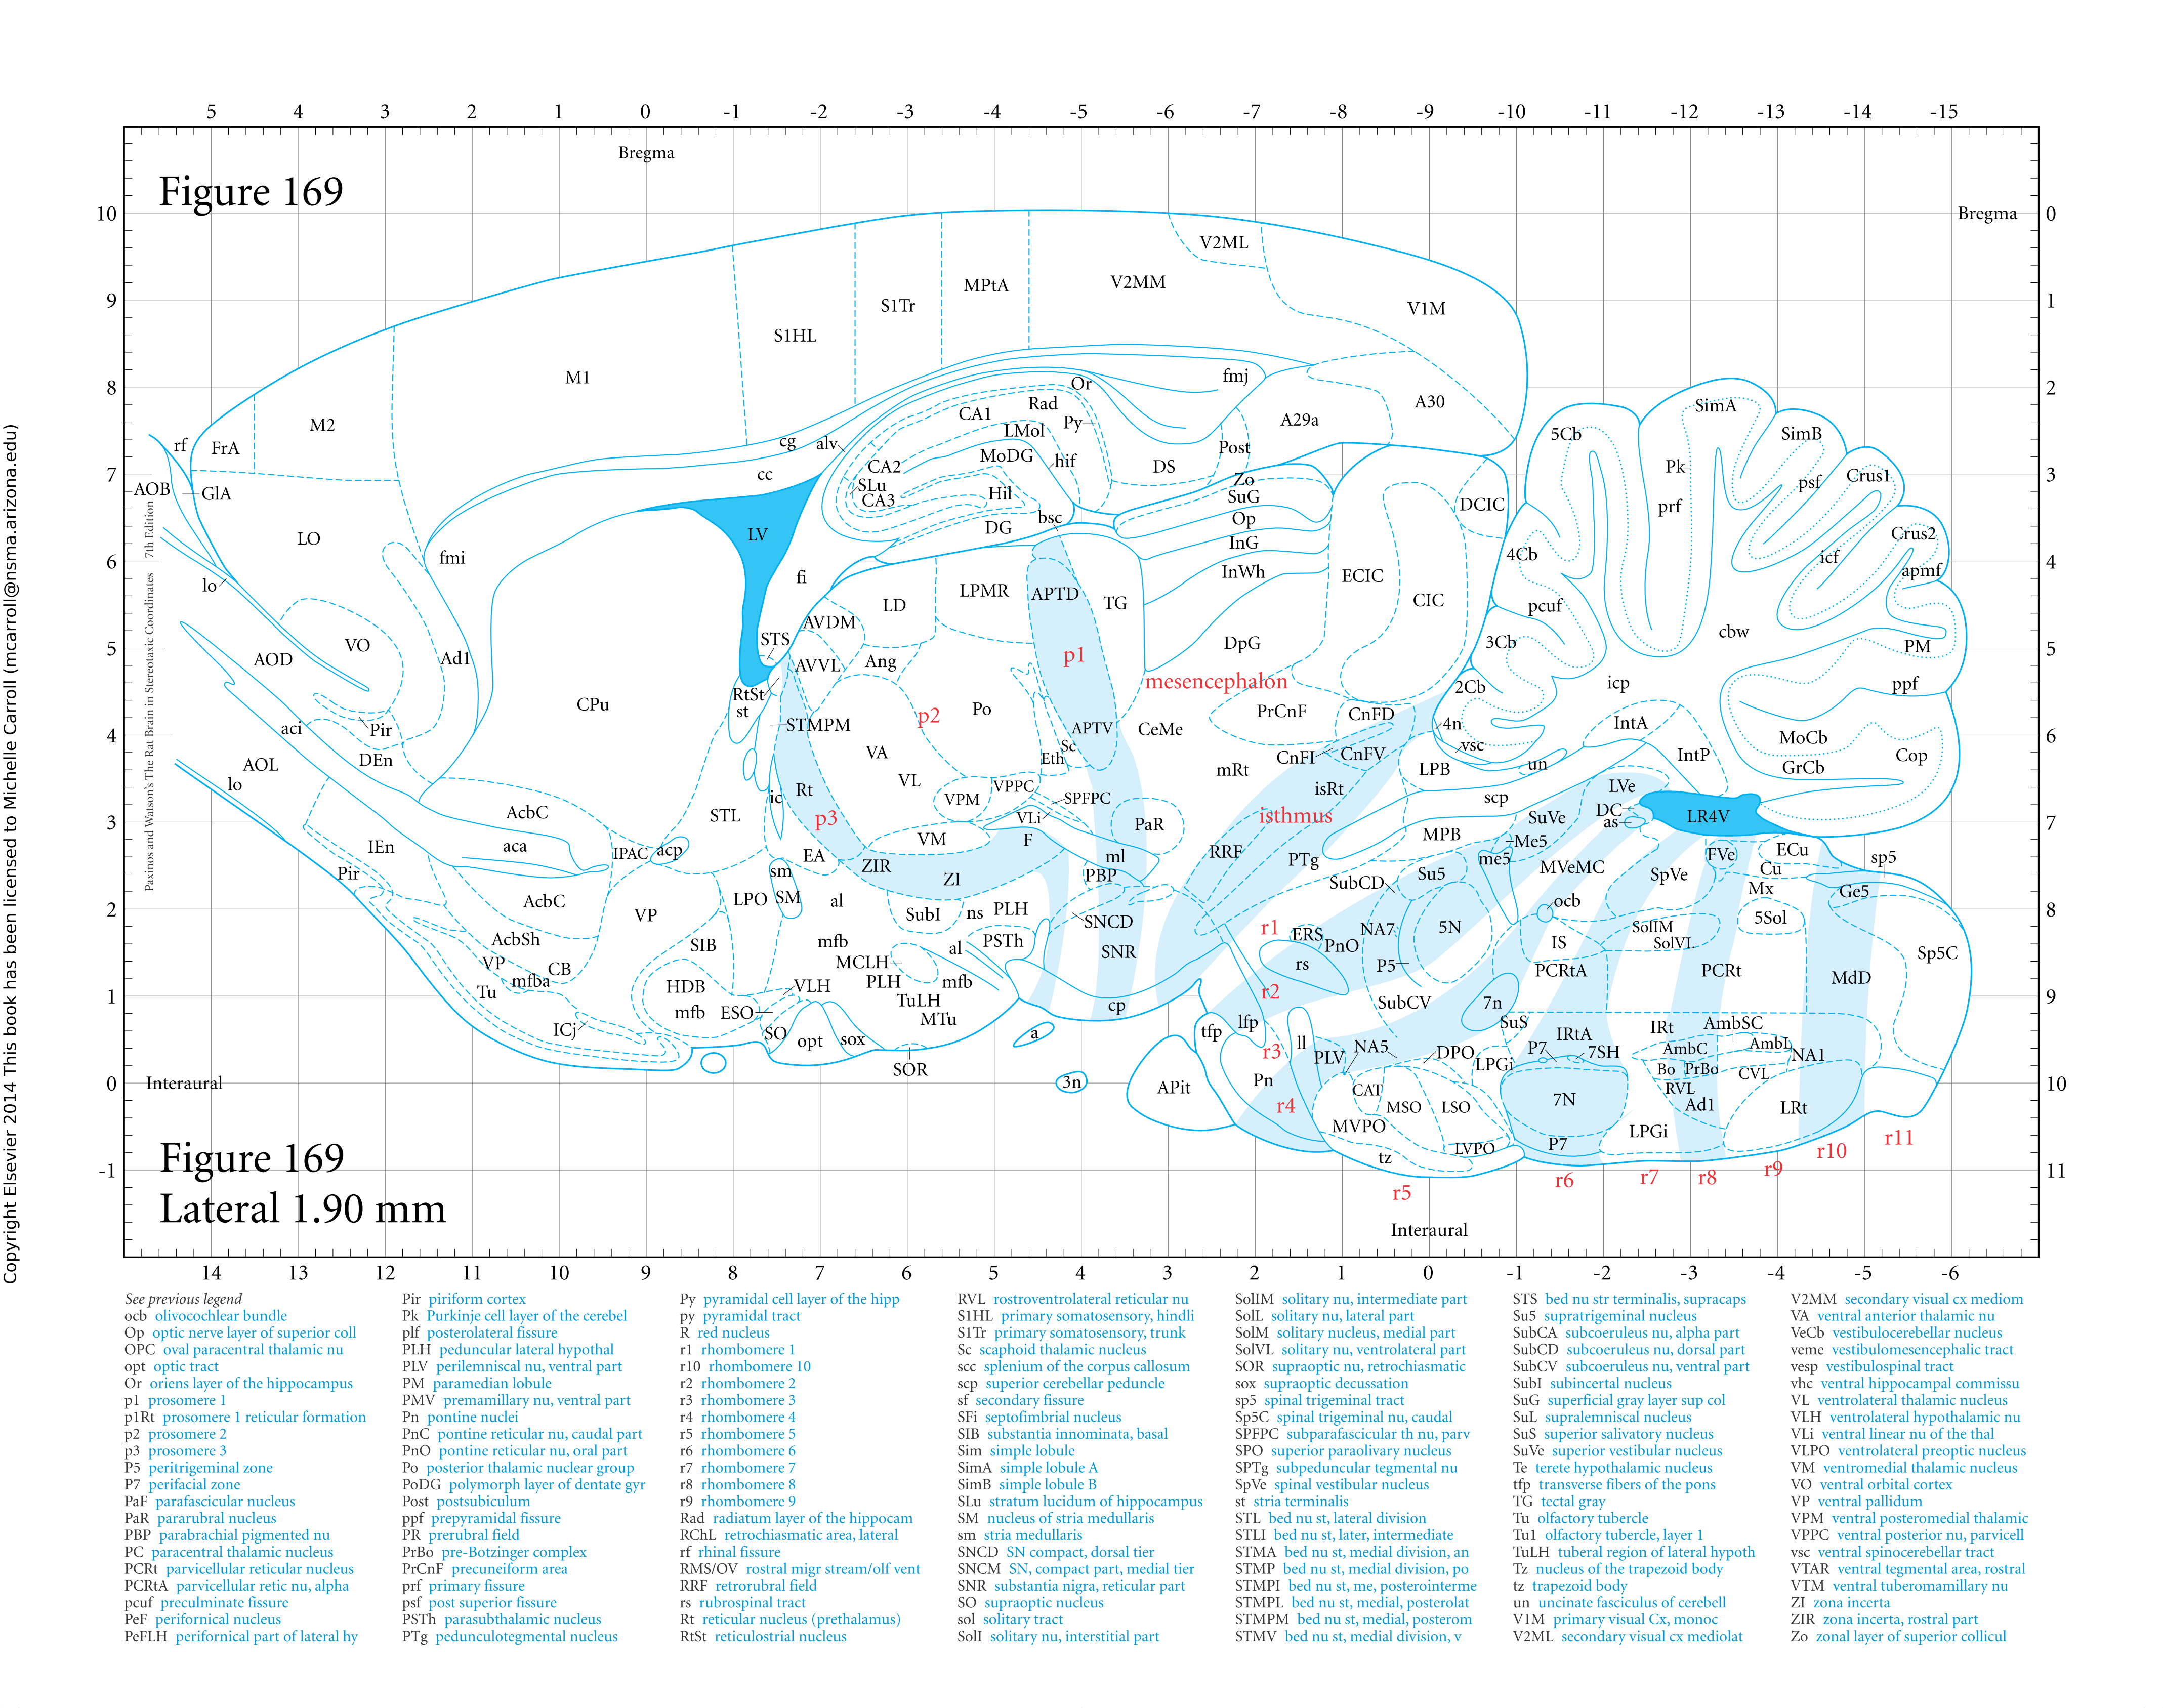 5 4 3 2 1 0 -1 -2 -3 -4 -5 -6 -7 -8 -9 -10 -11 -12 -13 -14 -15
Bregma
Figure 169
10 Bregma 0
V2ML
V2MM
MPtA
S1Tr
9 1
V1M
S1HL
M1
fmj
Or
8 2
A30
Rad
SimA
CA1
A29a
M2
Py
LMol
5Cb
SimB
rf FrA
cg alv
Post
MoDG
hif
CA2
DS
Pk
7 cc 3
Crus1
Zo
SLu
psf
AOB GlA
CA3
Hil
SuG
DCIC
prf
bsc
Op
DG
LV
Crus2
LO
InG
4Cb
fmi
icf
6 4
InWh
apmf
fi
ECIC
lo
LPMR
APTD
CIC
LD
TG
pcuf
AVDM
cbw
STS
3Cb
VO
DpG
PM
5 5
p1
AOD
Ad1
AVVL
Ang
mesencephalon
icp
ppf
2Cb
RtSt
CPu
st
Po
PrCnF
CnFD
p2
STMPM
4n
IntA
aci
Pir
APTV
CeMe
4 6
MoCb
Sc
vsc
VA
CnFI
CnFV
IntP
Cop
DEn
Eth
AOL
un
GrCb
mRt
LPB
VL
lo
VPPC
LVe
Rt
isRt
ic
VPM
SPFPC
scp
AcbC
DC
STL
p3
VLi
isthmus
SuVe
LR4V
3 as 7
PaR
MPB
VM
F
Me5
aca
IEn
IPAC
acp
RRF
ECu
EA
ml
PTg
me5
FVe
sp5
ZIR
MVeMC
Pir
sm
PBP
Su5
Cu
ZI
SubCD
SpVe
Mx
Ge5
AcbC
LPO
SM
al
ocb
2 8
VP
SubI
ns
PLH
SNCD
5Sol
r1
NA7
5N
SolIM
ERS
AcbSh
SIB
mfb
PSTh
PnO
IS
SolVL
al
SNR
Sp5C
VP
MCLH
rs
P5
CB
PCRtA
PCRt
MdD
mfba
PLH
mfb
Tu
HDB
VLH
r2
1 9
TuLH
cp
SubCV
7n
mfb
ESO
MTu
lfp
SuS
ICj
SO
tfp
IRtA
IRt
AmbSC
opt
sox
a
ll
r3
NA5
P7
7SH
AmbC
AmbL
PLV
DPO
NA1
LPGi
SOR
Bo
PrBo
CVL
0 Interaural 3n APit Pn CAT RVL 10
7N
r4
MSO
LSO
Ad1
LRt
MVPO
LPGi
r11
LVPO
P7
r10
tz
Figure 169
-1 r6 r7 r8 r9 11
r5
Lateral 1.90 mm
Interaural
14 13 12 11 10 9 8 7 6 5 4 3 2 1 0 -1 -2 -3 -4 -5 -6
Copyright Elsevier 2014 This book has been licensed to Michelle Carroll (mcarroll@nsma.arizona.edu)
Paxinos and Watson's The Rat Brain in Stereotaxic Coordinates 7th Edition
See previous legend
ocb olivocochlear bundle
Op optic nerve layer of superior coll
OPC oval paracentral thalamic nu
opt optic tract
Or oriens layer of the hippocampus
p1 prosomere 1
p1Rt prosomere 1 reticular formation
p2 prosomere 2
p3 prosomere 3
P5 peritrigeminal zone
P7 perifacial zone
PaF parafascicular nucleus
PaR pararubral nucleus
PBP parabrachial pigmented nu
PC paracentral thalamic nucleus
PCRt parvicellular reticular nucleus
PCRtA parvicellular retic nu, alpha
pcuf preculminate fissure
PeF perifornical nucleus
PeFLH perifornical part of lateral hy
Pir piriform cortex
Pk Purkinje cell layer of the cerebel
plf posterolateral fissure
PLH peduncular lateral hypothal
PLV perilemniscal nu, ventral part
PM paramedian lobule
PMV premamillary nu, ventral part
Pn pontine nuclei
PnC pontine reticular nu, caudal part
PnO pontine reticular nu, oral part
Po posterior thalamic nuclear group
PoDG polymorph layer of dentate gyr
Post postsubiculum
ppf prepyramidal fissure
PR prerubral field
PrBo pre-Botzinger complex
PrCnF precuneiform area
prf primary fissure
psf post superior fissure
PSTh parasubthalamic nucleus
PTg pedunculotegmental nucleus
Py pyramidal cell layer of the hipp
py pyramidal tract
R red nucleus
r1 rhombomere 1
r10 rhombomere 10
r2 rhombomere 2
r3 rhombomere 3
r4 rhombomere 4
r5 rhombomere 5
r6 rhombomere 6
r7 rhombomere 7
r8 rhombomere 8
r9 rhombomere 9
Rad radiatum layer of the hippocam
RChL retrochiasmatic area, lateral
rf rhinal fissure
RMS/OV rostral migr stream/olf vent
RRF retrorubral field
rs rubrospinal tract
Rt reticular nucleus (prethalamus)
RtSt reticulostrial nucleus
RVL rostroventrolateral reticular nu
S1HL primary somatosensory, hindli
S1Tr primary somatosensory, trunk
Sc scaphoid thalamic nucleus
scc splenium of the corpus callosum
scp superior cerebellar peduncle
sf secondary fissure
SFi septofimbrial nucleus
SIB substantia innominata, basal
Sim simple lobule
SimA simple lobule A
SimB simple lobule B
SLu stratum lucidum of hippocampus
SM nucleus of stria medullaris
sm stria medullaris
SNCD SN compact, dorsal tier
SNCM SN, compact part, medial tier
SNR substantia nigra, reticular part
SO supraoptic nucleus
sol solitary tract
SolI solitary nu, interstitial part
SolIM solitary nu, intermediate part
SolL solitary nu, lateral part
SolM solitary nucleus, medial part
SolVL solitary nu, ventrolateral part
SOR supraoptic nu, retrochiasmatic
sox supraoptic decussation
sp5 spinal trigeminal tract
Sp5C spinal trigeminal nu, caudal
SPFPC subparafascicular th nu, parv
SPO superior paraolivary nucleus
SPTg subpeduncular tegmental nu
SpVe spinal vestibular nucleus
st stria terminalis
STL bed nu st, lateral division
STLI bed nu st, later, intermediate
STMA bed nu st, medial division, an
STMP bed nu st, medial division, po
STMPI bed nu st, me, posterointerme
STMPL bed nu st, medial, posterolat
STMPM bed nu st, medial, posterom
STMV bed nu st, medial division, v
STS bed nu str terminalis, supracaps
Su5 supratrigeminal nucleus
SubCA subcoeruleus nu, alpha part
SubCD subcoeruleus nu, dorsal part
SubCV subcoeruleus nu, ventral part
SubI subincertal nucleus
SuG superficial gray layer sup col
SuL supralemniscal nucleus
SuS superior salivatory nucleus
SuVe superior vestibular nucleus
Te terete hypothalamic nucleus
tfp transverse fibers of the pons
TG tectal gray
Tu olfactory tubercle
Tu1 olfactory tubercle, layer 1
TuLH tuberal region of lateral hypoth
Tz nucleus of the trapezoid body
tz trapezoid body
un uncinate fasciculus of cerebell
V1M primary visual Cx, monoc
V2ML secondary visual cx mediolat
V2MM secondary visual cx mediom
VA ventral anterior thalamic nu
VeCb vestibulocerebellar nucleus
veme vestibulomesencephalic tract
vesp vestibulospinal tract
vhc ventral hippocampal commissu
VL ventrolateral thalamic nucleus
VLH ventrolateral hypothalamic nu
VLi ventral linear nu of the thal
VLPO ventrolateral preoptic nucleus
VM ventromedial thalamic nucleus
VO ventral orbital cortex
VP ventral pallidum
VPM ventral posteromedial thalamic
VPPC ventral posterior nu, parvicell
vsc ventral spinocerebellar tract
VTAR ventral tegmental area, rostral
VTM ventral tuberomamillary nu
ZI zona incerta
ZIR zona incerta, rostral part
Zo zonal layer of superior collicul